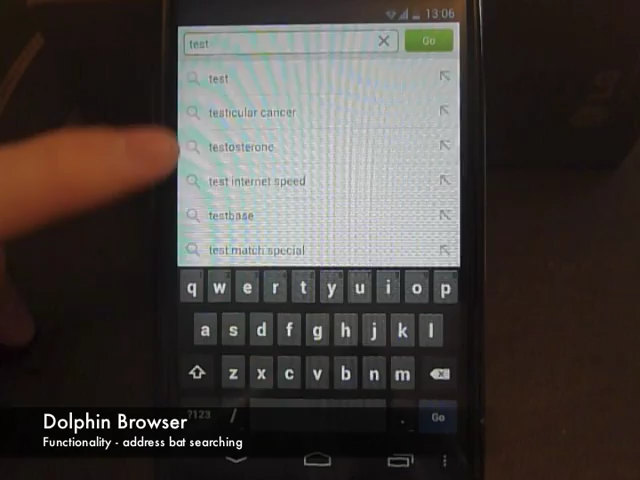 13:06
test
Go
test
testicular cancer
testosterone
test internet speed
testbase
test match special
q w e r t y u i o p
a s d f g h j k l
z x c v b n m
?123 / . Go
Dolphin Browser
Functionality - address bat searching